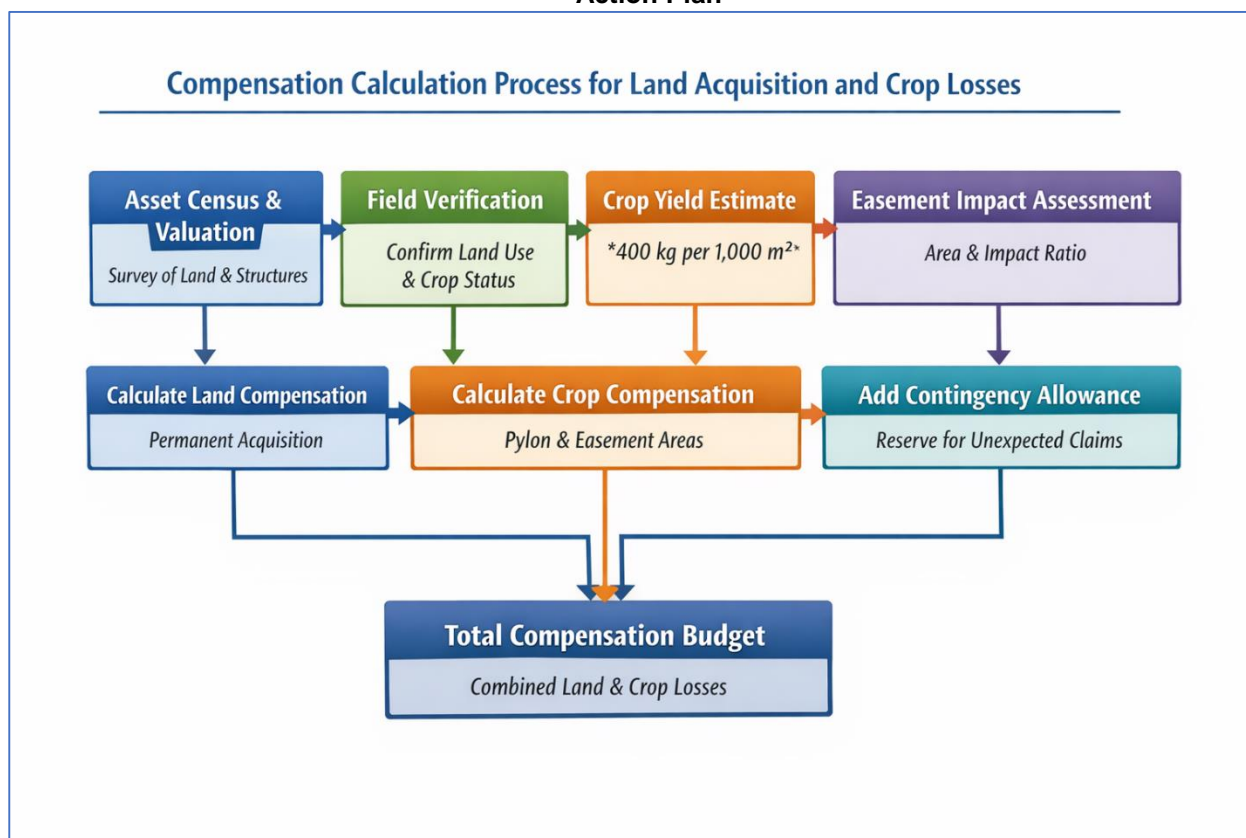 Action Plan
Compensation Calculation Process for Land Acquisition and Crop Losses
Asset Census &
Valuation
Survey of Land & Structures
Field Verification
Confirm Land Use
& Crop Status
Crop Yield Estimate
*400 kg per 1,000 m²*
Easement Impact Assessment
Area & Impact Ratio
Calculate Land Compensation
Permanent Acquisition
Calculate Crop Compensation
Pylon & Easement Areas
Add Contingency Allowance
Reserve for Unexpected Claims
Total Compensation Budget
Combined Land & Crop Losses